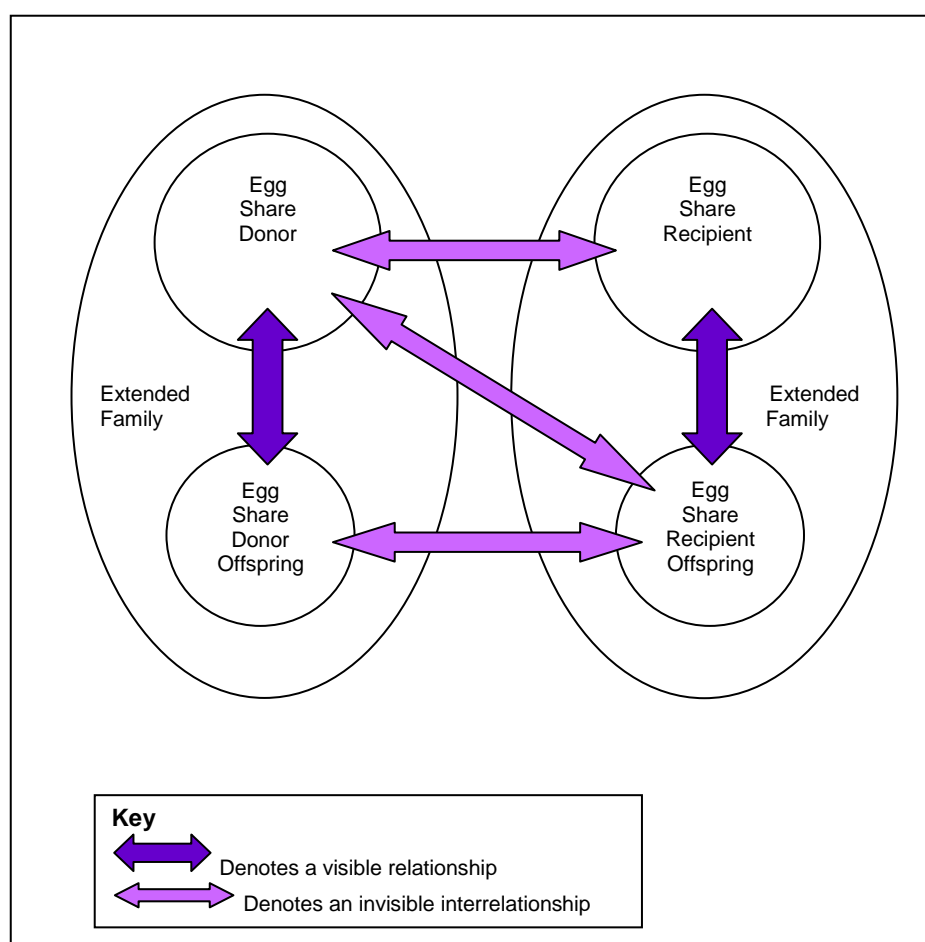 Egg
Share
Donor
Egg
Share
Recipient
Extended
Family
Extended
Family
Egg
Share
Donor
Offspring
Egg
Share
Recipient
Offspring
Key
Denotes a visible relationship
Denotes an invisible interrelationship